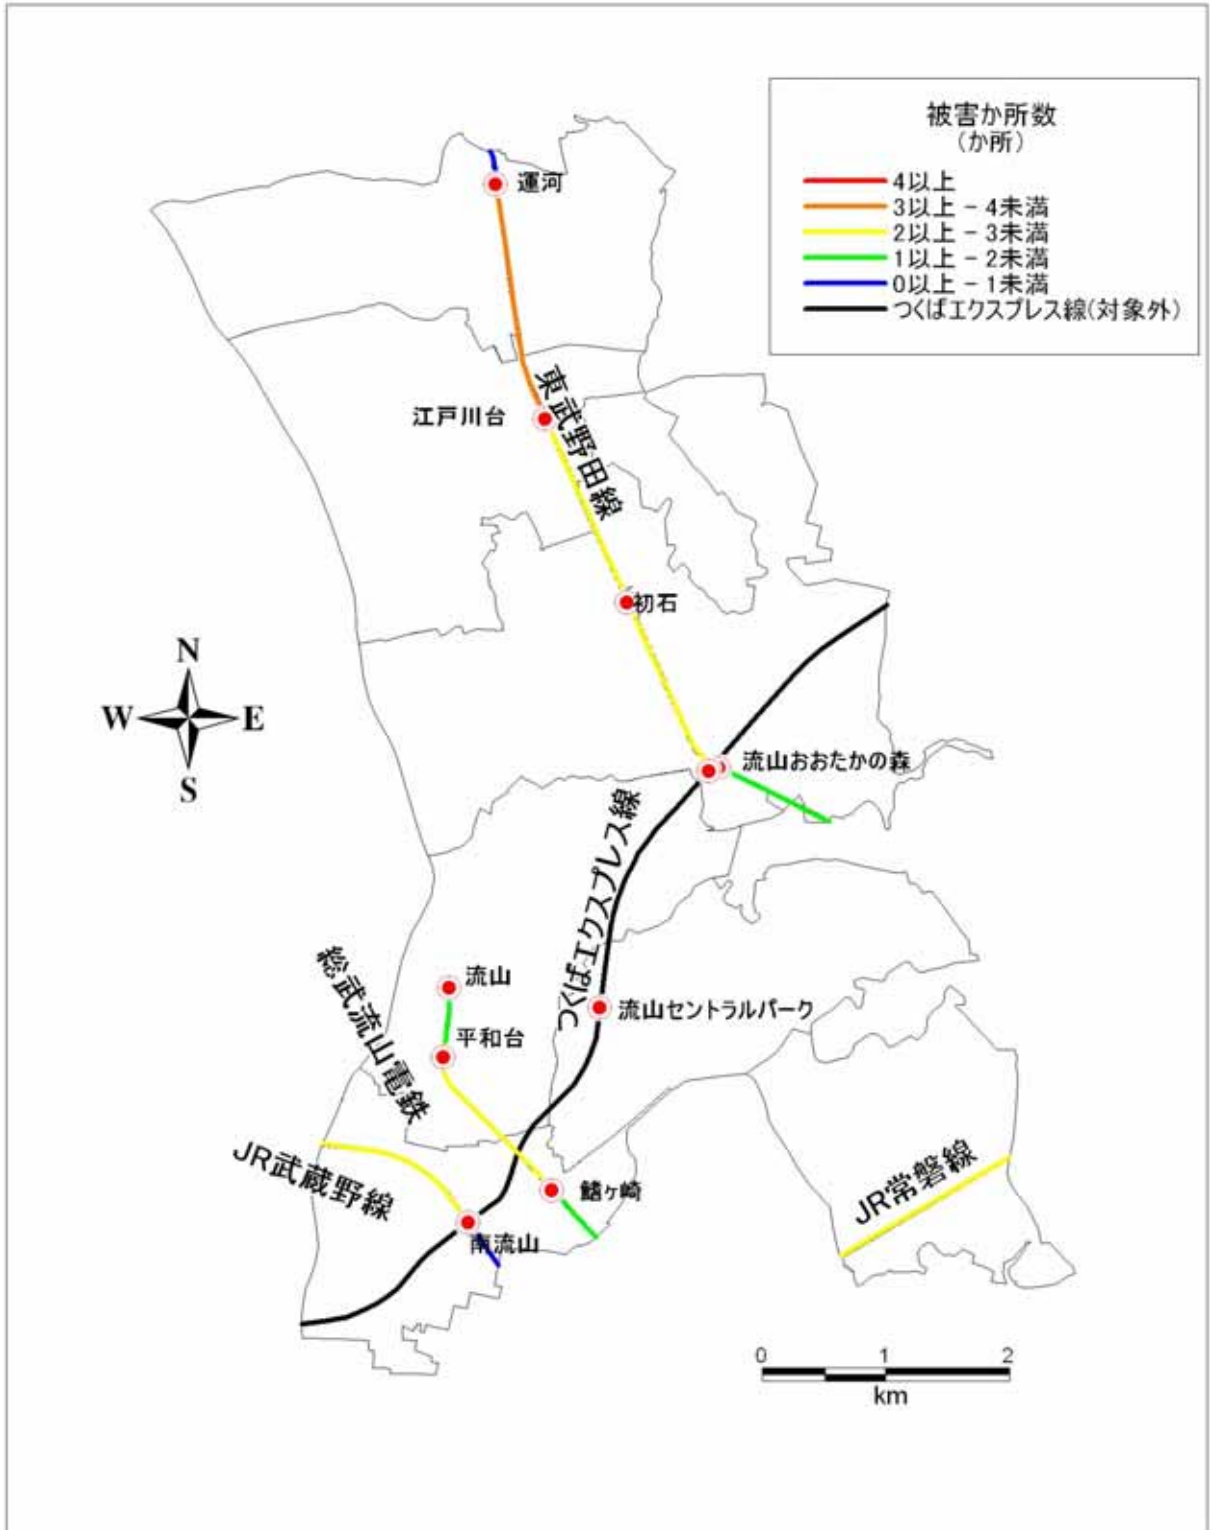 被害か所数
(か所)
4以上
3以上 - 4未満
2以上 - 3未満
1以上 - 2未満
0以上 - 1未満
つくばエクスプレス線(対象外)
運河
東武野田線
江戸川台
初石
N
W E
S
流山おおたかの森
つくばエクスプレス線
総武流山電鉄
流山
流山セントラルパーク
平和台
JR武蔵野線
JR常磐線
鰭ヶ崎
南流山
0 1 2
km